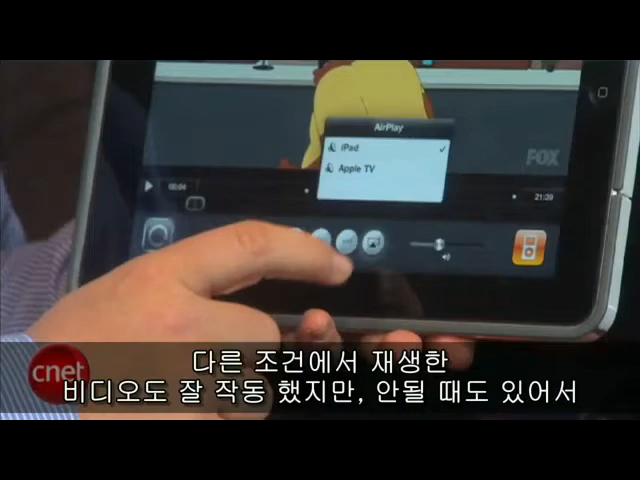 AirPlay
iPad
Apple TV
FOX
00:04
21:39
cnet
다른 조건에서 재생한
비디오도 잘 작동 했지만, 안될 때도 있어서